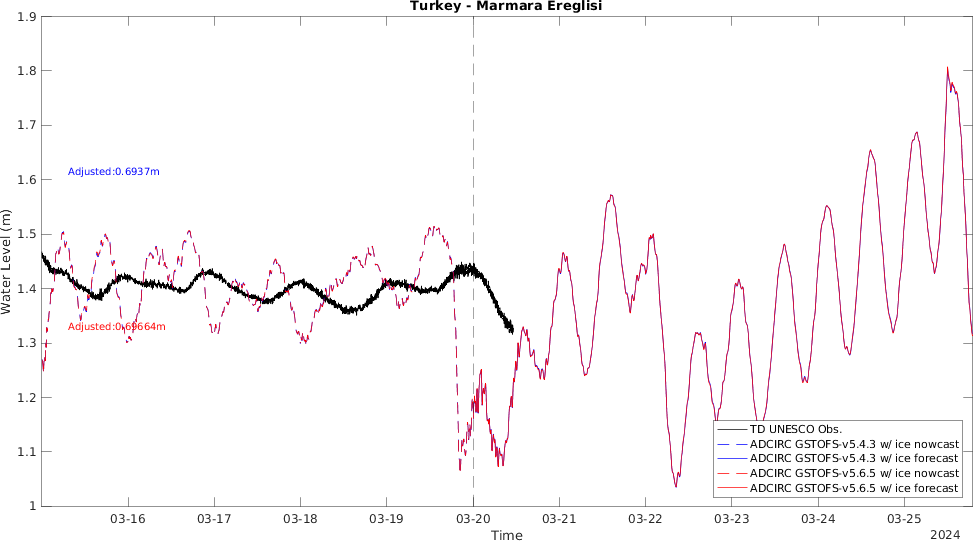 Turkey - Marmara Ereglisi
1.9
1.8
1.7
1.6
1.5
1.4
1.3
1.2
1.1
1
Water Level (m)
Adjusted:0.6937m
Adjusted:0.69664m
TD UNESCO Obs.
ADCIRC GSTOFS-v5.4.3 w/ ice nowcast
ADCIRC GSTOFS-v5.4.3 w/ ice forecast
ADCIRC GSTOFS-v5.6.5 w/ ice nowcast
ADCIRC GSTOFS-v5.6.5 w/ ice forecast
03-16 03-17 03-18 03-19 03-20 03-21 03-22 03-23 03-24 03-25
Time
2024